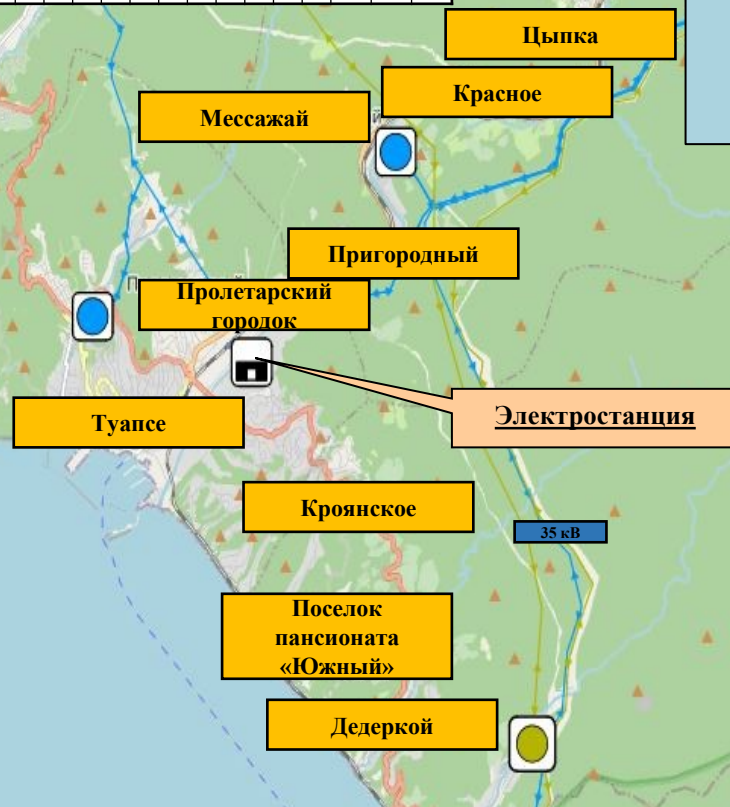 Цыпка
Красное
Мессажай
Пригородный
Пролетарский
городок
Туапсе
Электростанция
Кроянское
35 кВ
Поселок
пансионата
«Южный»
Дедеркой